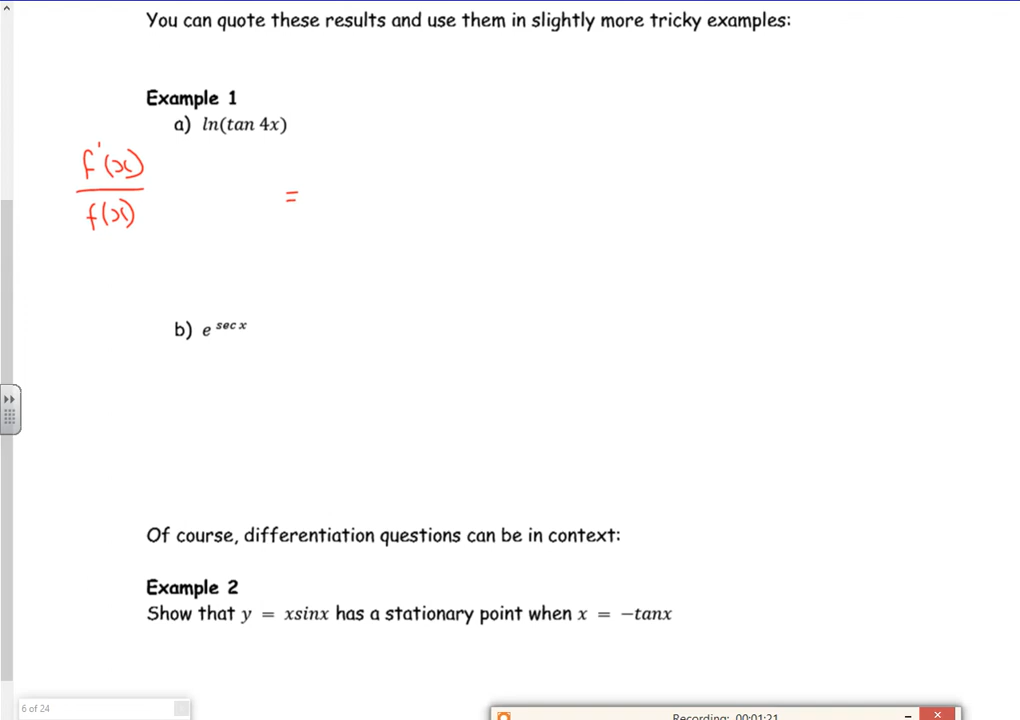 You can quote these results and use them in slightly more tricky examples:
Example 1
a) ln(tan 4x)
f'(x)
=
f(x)
b) e^{sec x}
Of course, differentiation questions can be in context:
Example 2
Show that y = xsinx has a stationary point when x = −tanx
6 of 24
Recording: 00:01:21